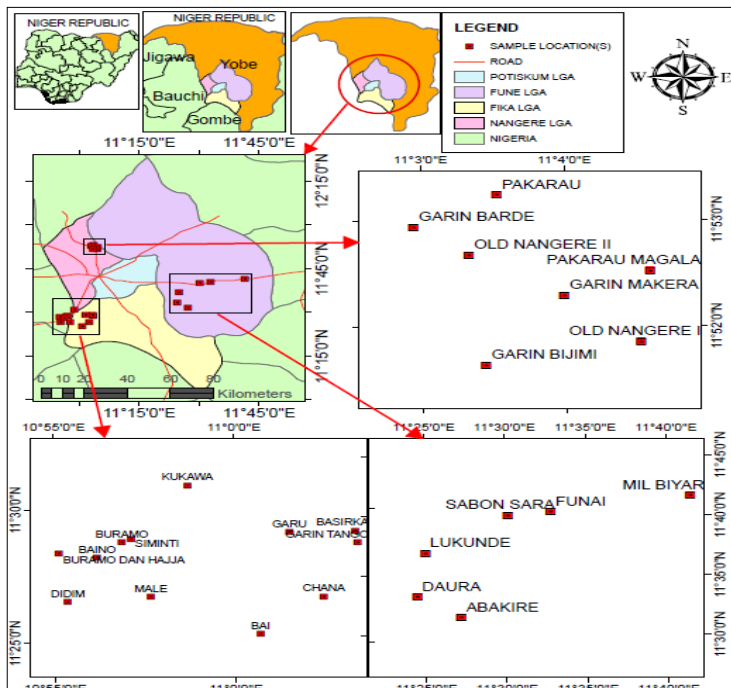 NIGER REPUBLIC
NIGER REPUBLIC
Jigawa
Yobe
Bauchi
Gombe
LEGEND
SAMPLE LOCATION(S)
ROAD
POTISKUM LGA
FUNE LGA
FIKA LGA
NANGERE LGA
NIGERIA
N
W
E
S
11°15'0"E
11°45'0"E
12°15'0"N
11°45'0"N
11°15'0"N
0 10 20 40 60 80
Kilometers
11°15'0"E
11°45'0"E
11°3'0"E
11°4'0"E
PAKARAU
GARIN BARDE
OLD NANGERE II
PAKARAU MAGALA
GARIN MAKERA
OLD NANGERE I
GARIN BIJIMI
11°53'0"N
11°52'0"N
10°55'0"E
11°0'0"E
11°30'0"N
11°25'0"N
KUKAWA
BURAMO
SIMINTI
BAINO
BURAMO DAN HAJJA
GARU
BASIRKA
GARIN TANGO
DIDIM
MALE
CHANA
BAI
11°25'0"E
11°30'0"E
11°35'0"E
11°40'0"E
MIL BIYAR
SABON SARA
FUNAI
LUKUNDE
DAURA
ABAKIRE
11°45'0"N
11°40'0"N
11°35'0"N
11°30'0"N